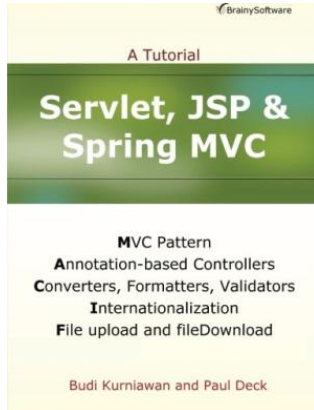 BrainySoftware
A Tutorial
Servlet, JSP &
Spring MVC
MVC Pattern
Annotation-based Controllers
Converters, Formatters, Validators
Internationalization
File upload and fileDownload
Budi Kurniawan and Paul Deck